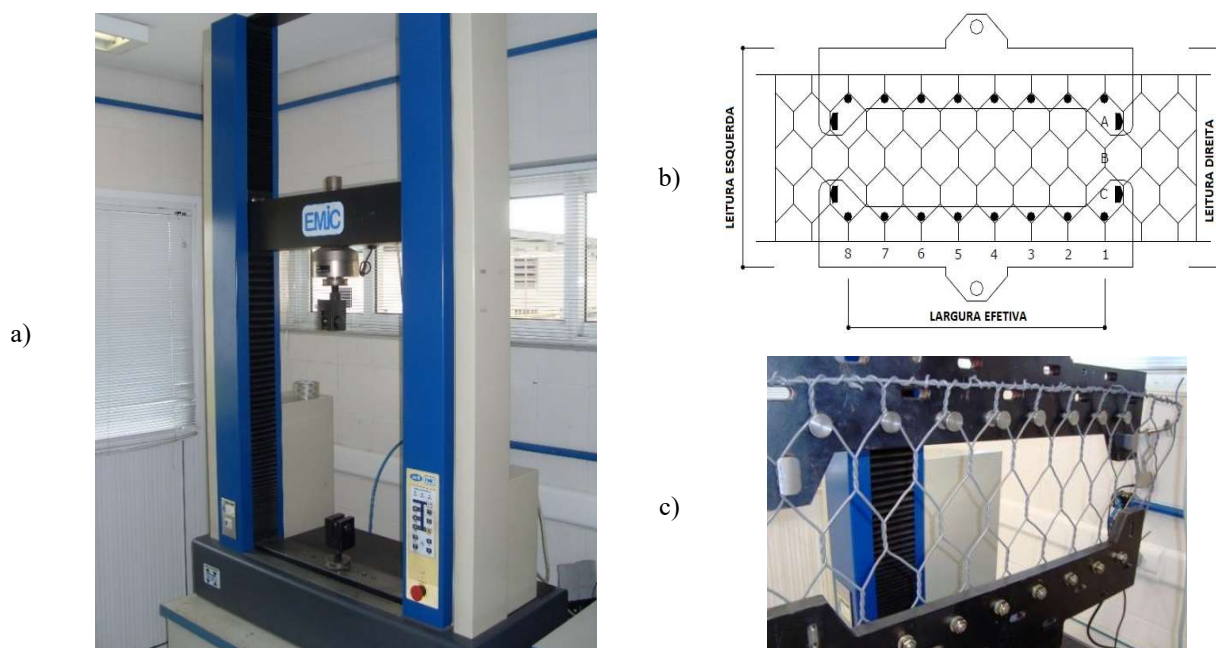 a)
EMIC
b)
LEITURA ESQUERDA
A
B
C
8 7 6 5 4 3 2 1
LARGURA EFETIVA
LEITURA DIREITA
c)